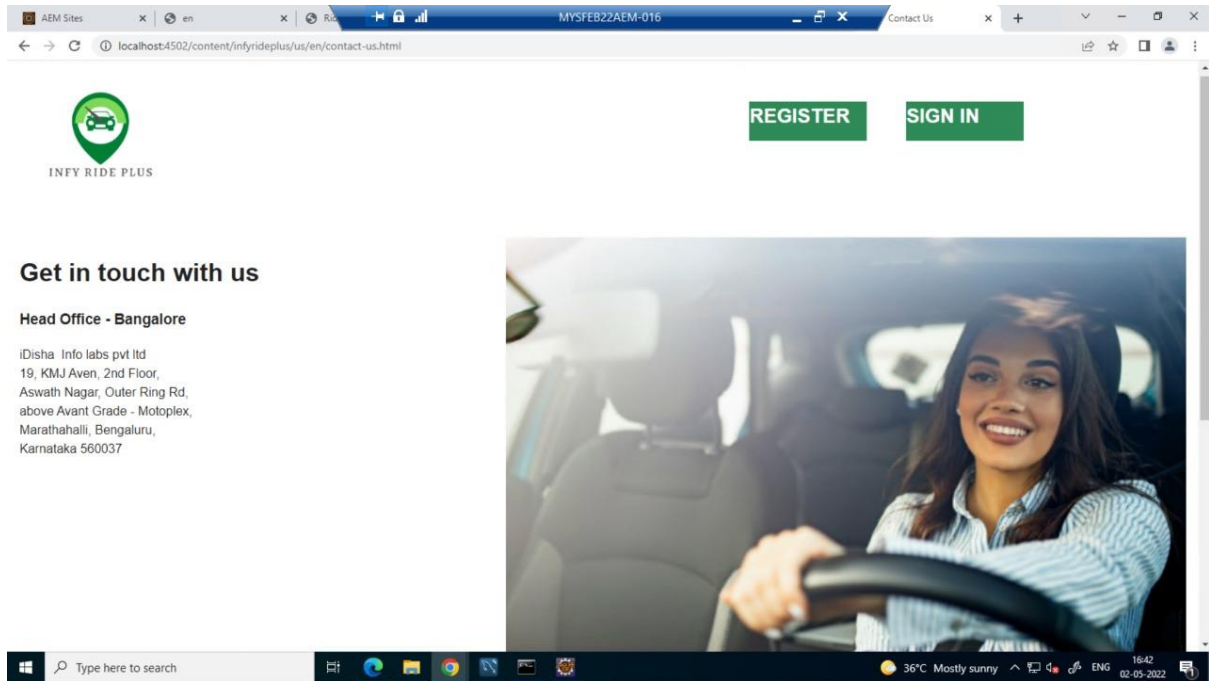 AEM Sites
en
MYSFEB22AEM-016
Contact Us
localhost:4502/content/infyrideplus/us/en/contact-us.html
INFY RIDE PLUS
REGISTER
SIGN IN
Get in touch with us
Head Office - Bangalore
iDisha Info labs pvt ltd
19, KMJ Aven, 2nd Floor,
Aswath Nagar, Outer Ring Rd,
above Avant Grade - Motoplex,
Marathahalli, Bengaluru,
Karnataka 560037
Type here to search
36°C Mostly sunny
ENG
16:42
02-05-2022